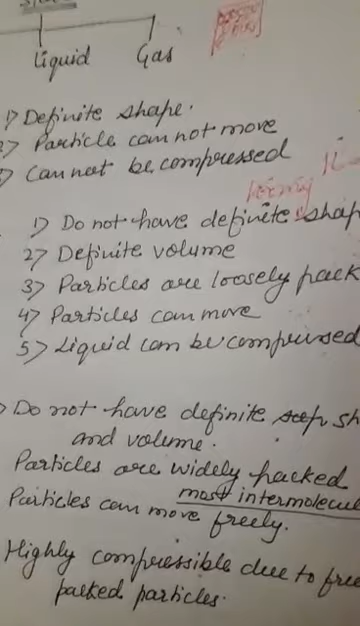 Liquid Gas
1) Definite shape.
2) Particle can not move
3) Cannot be compressed
1) Do not have definite shap
2) Definite volume
3) Particles are loosely pack
4) Particles can move
5) Liquid can be compressed
Do not have definite sh
and volume.
Particles are widely packed
most intermolecul
Particles can move freely.
Highly compressible due to free
packed particles.